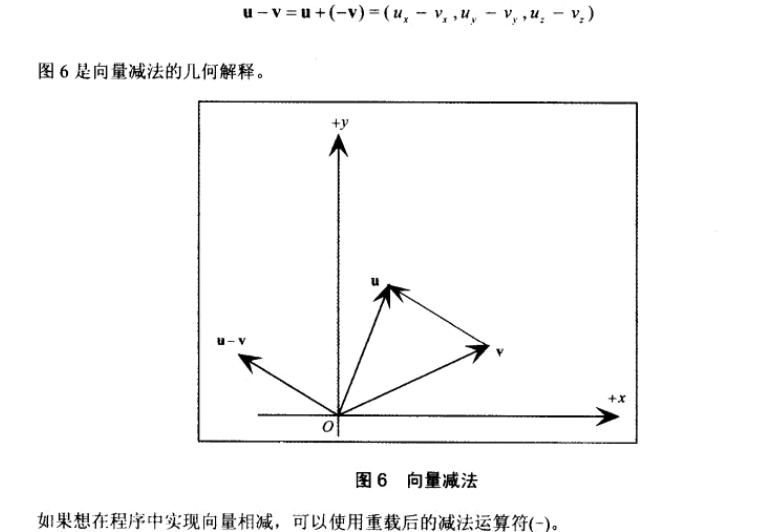 u − v = u + (−v) = ( uₓ − vₓ , u_y − v_y , u_z − v_z )
图 6 是向量减法的几何解释。
+y
u
u − v
v
+x
O
图 6 向量减法
如果想在程序中实现向量相减，可以使用重载后的减法运算符(-)。